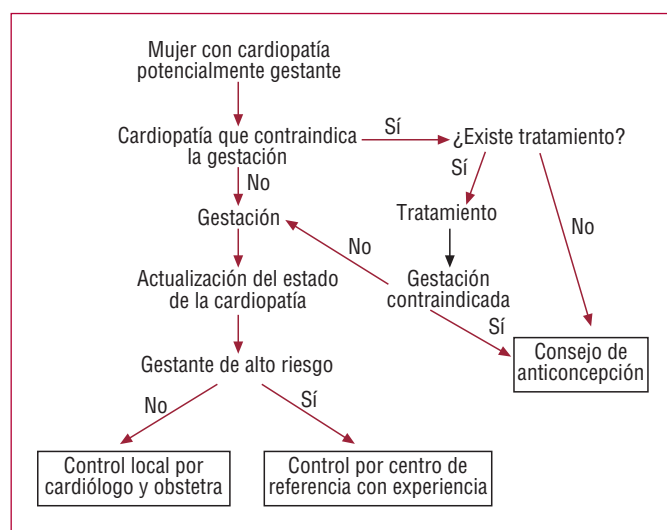 Mujer con cardiopatía
potencialmente gestante
Cardiopatía que contraindica
la gestación
Sí
¿Existe tratamiento?
No
Sí
No
Gestación
Tratamiento
No
Actualización del estado
de la cardiopatía
Gestación
contraindicada
Sí
Consejo de
anticoncepción
Gestante de alto riesgo
No
Sí
Control local por
cardiólogo y obstetra
Control por centro de
referencia con experiencia